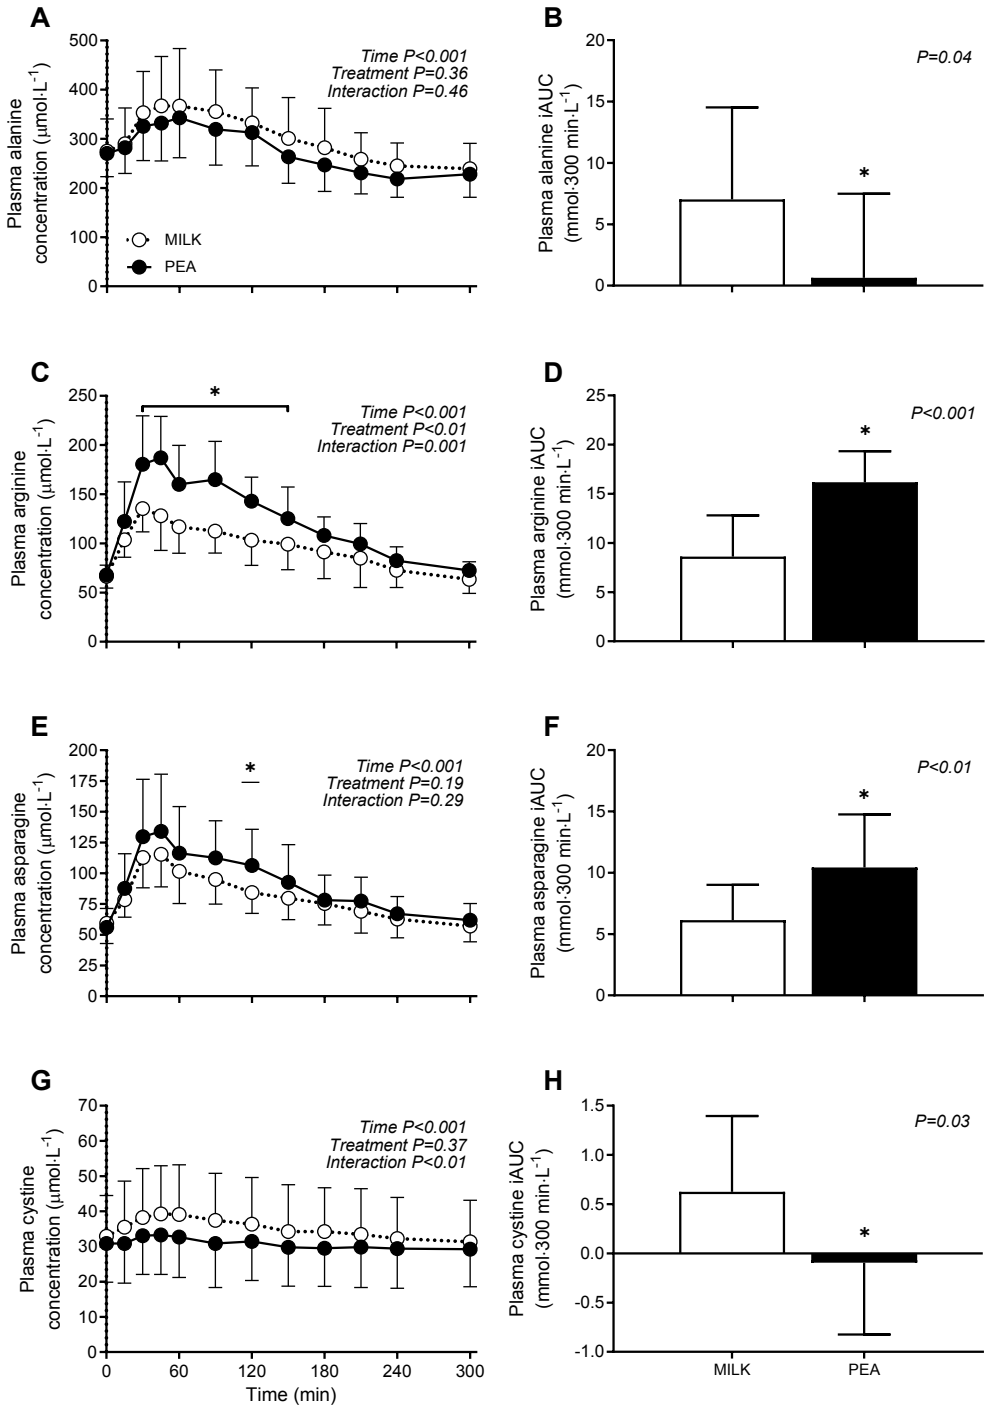 A
Plasma alanine
concentration (μmol·L⁻¹)
500
400
300
200
100
0
Time P<0.001
Treatment P=0.36
Interaction P=0.46
MILK
PEA
B
Plasma alanine iAUC
(mmol·300 min·L⁻¹)
20
15
10
5
0
P=0.04
*
C
Plasma arginine
concentration (μmol·L⁻¹)
250
200
150
100
50
0
*
Time P<0.001
Treatment P<0.01
Interaction P=0.001
D
Plasma arginine iAUC
(mmol·300 min·L⁻¹)
25
20
15
10
5
0
P<0.001
*
E
Plasma asparagine
concentration (μmol·L⁻¹)
200
175
150
125
100
75
50
25
0
*
Time P<0.001
Treatment P=0.19
Interaction P=0.29
F
Plasma asparagine iAUC
(mmol·300 min·L⁻¹)
20
15
10
5
0
P<0.01
*
G
Plasma cystine
concentration (μmol·L⁻¹)
70
60
50
40
30
20
10
0
Time P<0.001
Treatment P=0.37
Interaction P<0.01
0 60 120 180 240 300
Time (min)
H
Plasma cystine iAUC
(mmol·300 min·L⁻¹)
1.5
1.0
0.5
0.0
-0.5
-1.0
P=0.03
*
MILK PEA